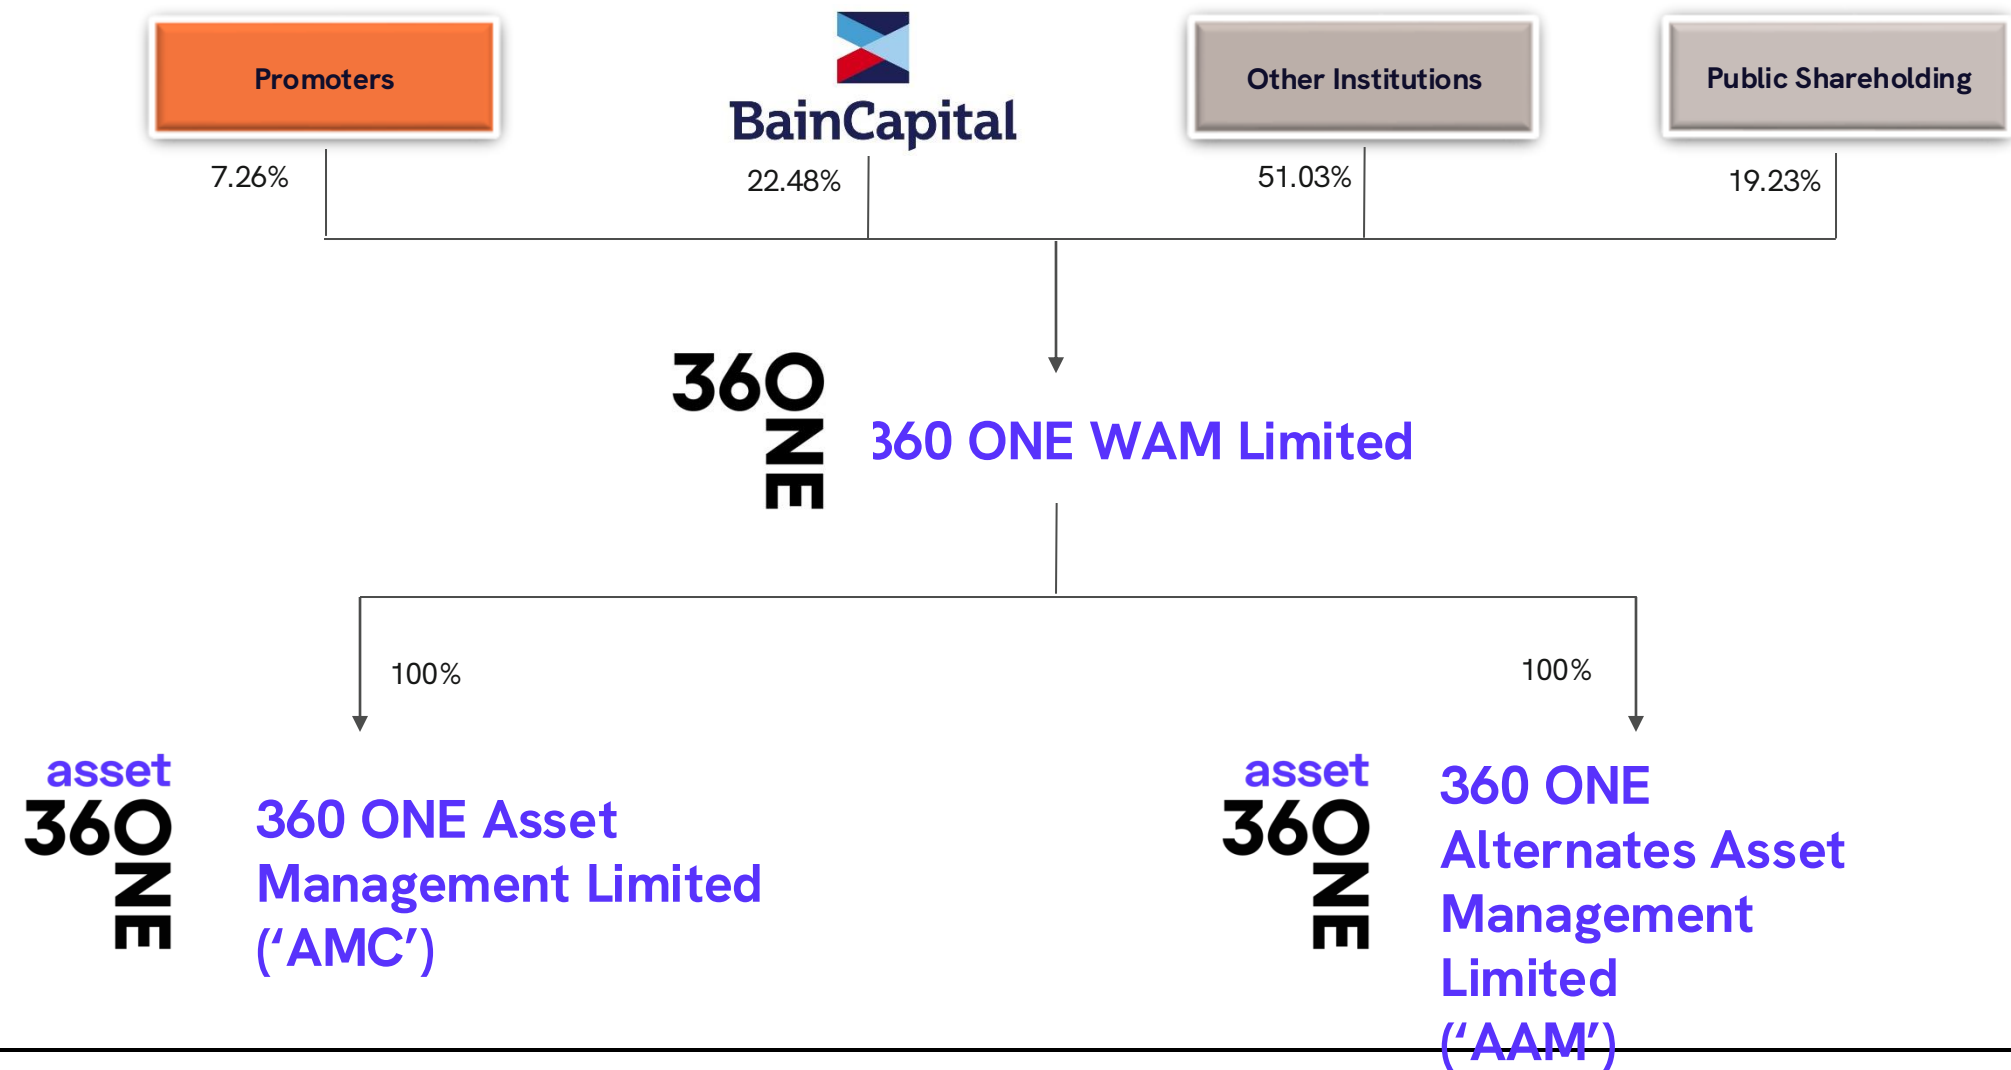 Promoters
BainCapital
Other Institutions
Public Shareholding
7.26%
22.48%
51.03%
19.23%
360
ONE
360 ONE WAM Limited
100%
100%
asset
360
ONE
360 ONE Asset
Management Limited
(‘AMC’)
asset
360
ONE
360 ONE
Alternates Asset
Management
Limited
(‘AAM’)